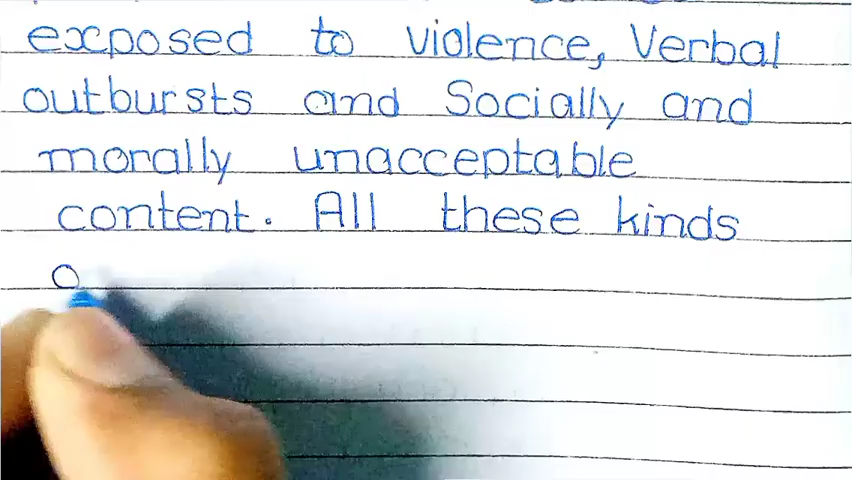 exposed to violence, Verbal
outbursts and Socially and
morally unacceptable
content. All these kinds
o